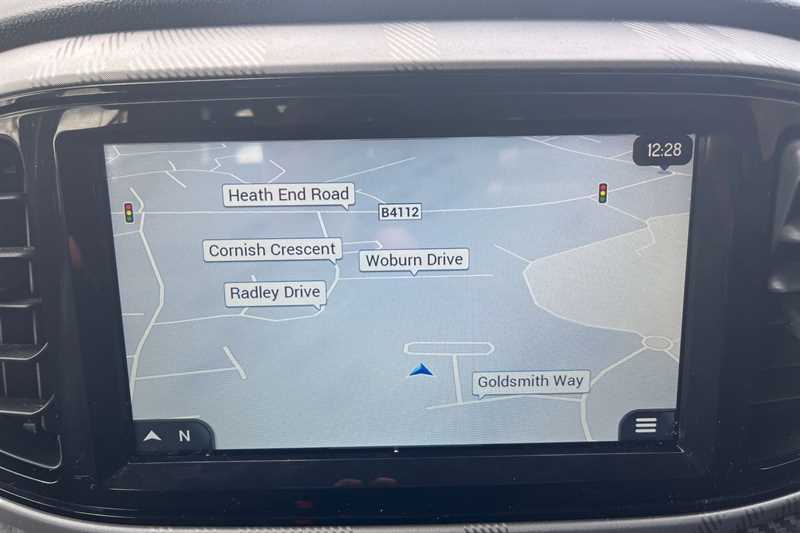 12:28
Heath End Road
B4112
Cornish Crescent
Woburn Drive
Radley Drive
Goldsmith Way
N